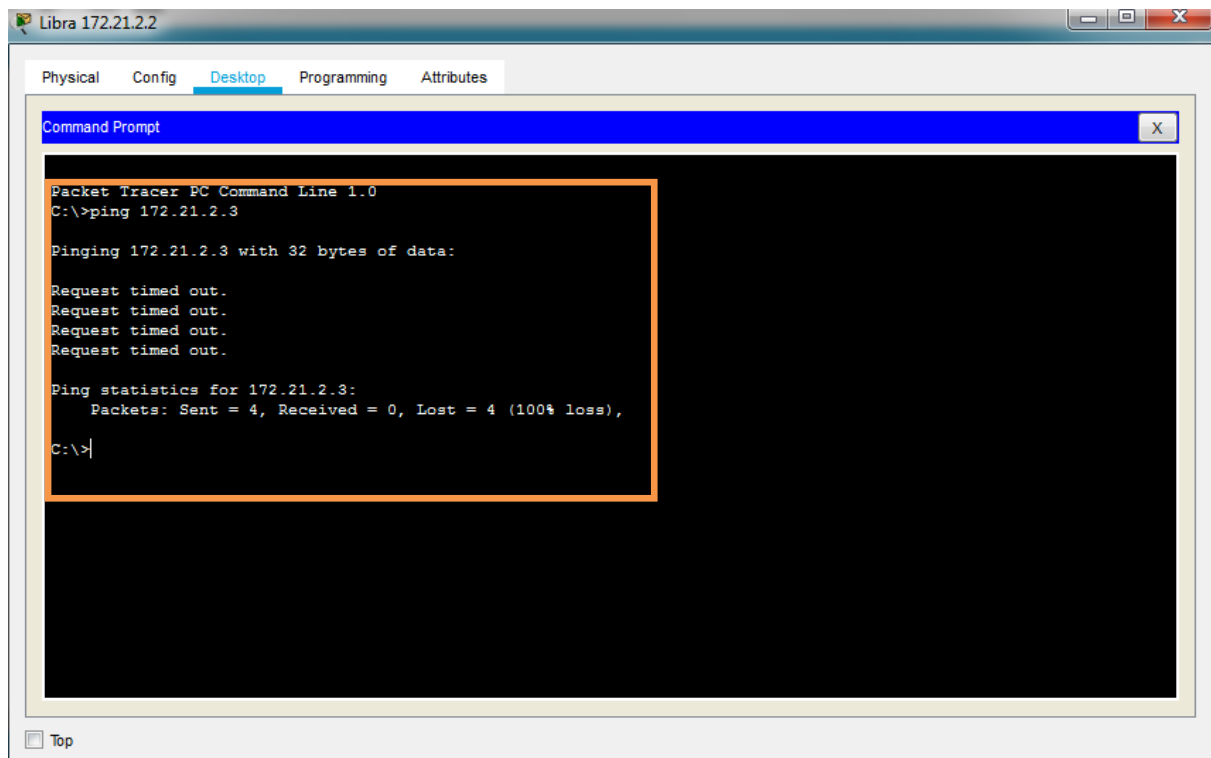 Libra 172.21.2.2
Physical Config Desktop Programming Attributes
Command Prompt
X
Packet Tracer PC Command Line 1.0
C:\>ping 172.21.2.3
Pinging 172.21.2.3 with 32 bytes of data:
Request timed out.
Request timed out.
Request timed out.
Request timed out.
Ping statistics for 172.21.2.3:
Packets: Sent = 4, Received = 0, Lost = 4 (100% loss),
C:\>
Top